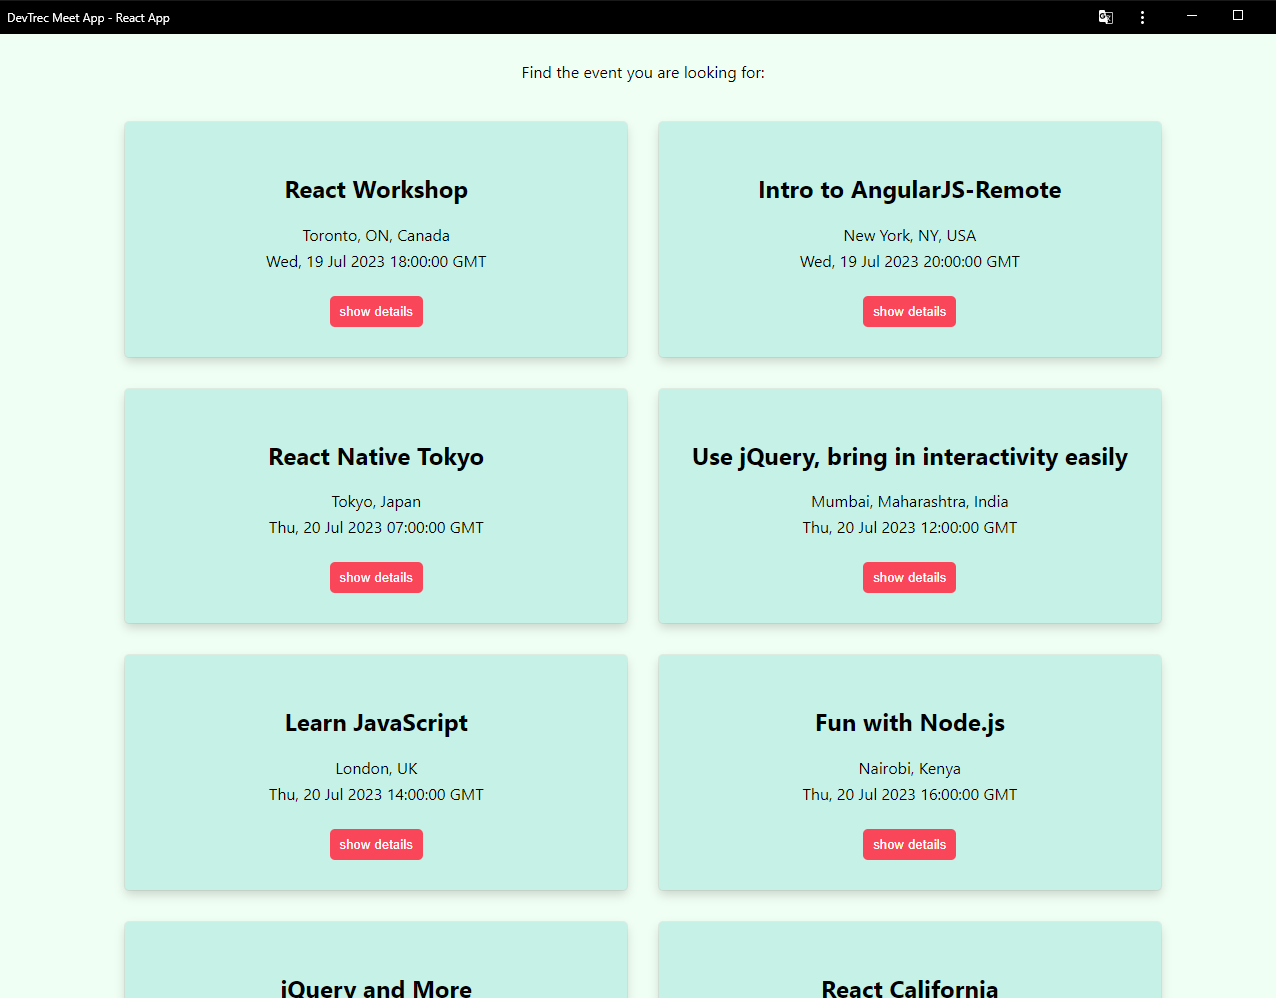 DevTrec Meet App - React App
Find the event you are looking for:
React Workshop
Toronto, ON, Canada
Wed, 19 Jul 2023 18:00:00 GMT
show details
Intro to AngularJS-Remote
New York, NY, USA
Wed, 19 Jul 2023 20:00:00 GMT
show details
React Native Tokyo
Tokyo, Japan
Thu, 20 Jul 2023 07:00:00 GMT
show details
Use jQuery, bring in interactivity easily
Mumbai, Maharashtra, India
Thu, 20 Jul 2023 12:00:00 GMT
show details
Learn JavaScript
London, UK
Thu, 20 Jul 2023 14:00:00 GMT
show details
Fun with Node.js
Nairobi, Kenya
Thu, 20 Jul 2023 16:00:00 GMT
show details
jQuery and More
React California